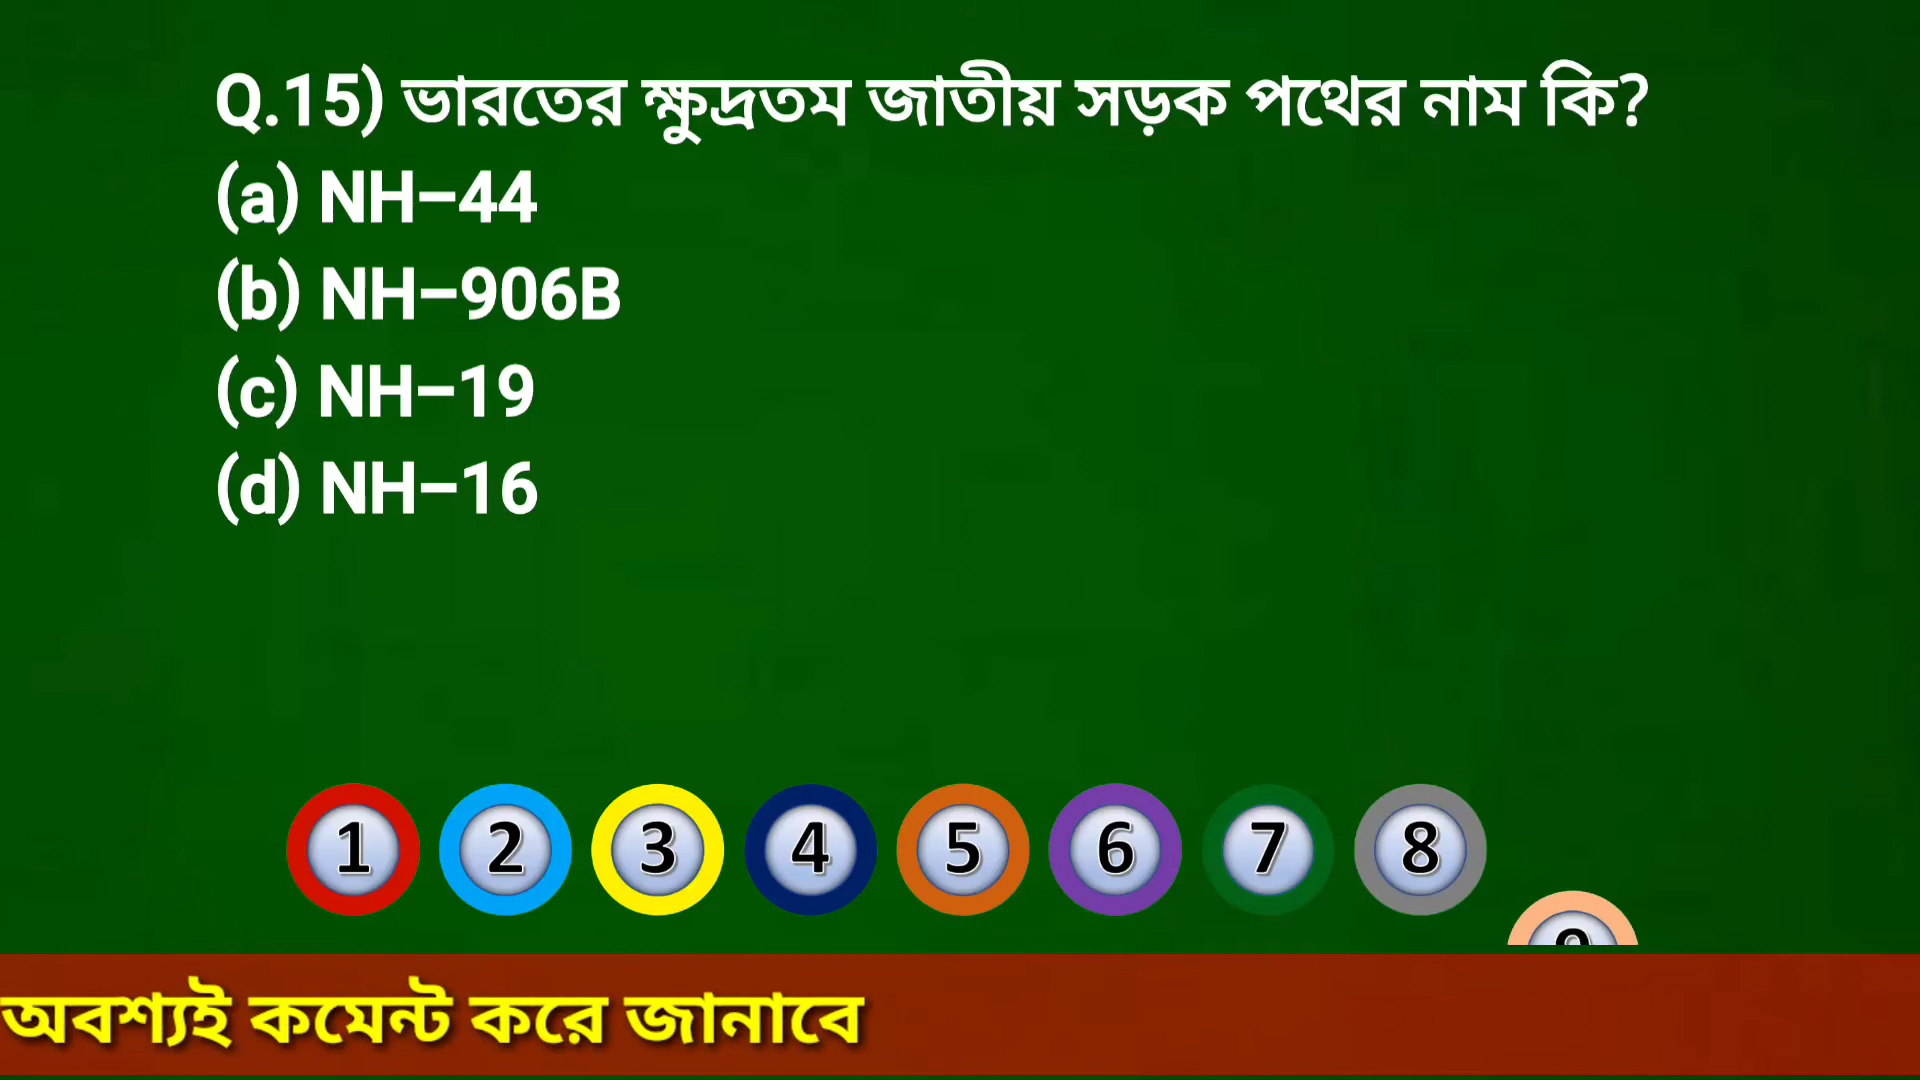 Q.15) ভারতের ক্ষুদ্রতম জাতীয় সড়ক পথের নাম কি?
(a) NH–44
(b) NH–906B
(c) NH–19
(d) NH–16
1 2 3 4 5 6 7 8 9
অবশ্যই কমেন্ট করে জানাবে